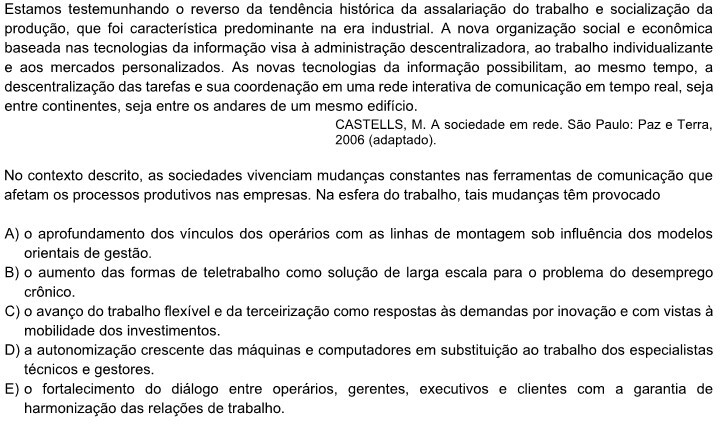 Estamos testemunhando o reverso da tendência histórica da assalariação do trabalho e socialização da
produção, que foi característica predominante na era industrial. A nova organização social e econômica
baseada nas tecnologias da informação visa à administração descentralizadora, ao trabalho individualizante
e aos mercados personalizados. As novas tecnologias da informação possibilitam, ao mesmo tempo, a
descentralização das tarefas e sua coordenação em uma rede interativa de comunicação em tempo real, seja
entre continentes, seja entre os andares de um mesmo edifício.
CASTELLS, M. A sociedade em rede. São Paulo: Paz e Terra,
2006 (adaptado).
No contexto descrito, as sociedades vivenciam mudanças constantes nas ferramentas de comunicação que
afetam os processos produtivos nas empresas. Na esfera do trabalho, tais mudanças têm provocado
A) o aprofundamento dos vínculos dos operários com as linhas de montagem sob influência dos modelos
orientais de gestão.
B) o aumento das formas de teletrabalho como solução de larga escala para o problema do desemprego
crônico.
C) o avanço do trabalho flexível e da terceirização como respostas às demandas por inovação e com vistas à
mobilidade dos investimentos.
D) a autonomização crescente das máquinas e computadores em substituição ao trabalho dos especialistas
técnicos e gestores.
E) o fortalecimento do diálogo entre operários, gerentes, executivos e clientes com a garantia de
harmonização das relações de trabalho.